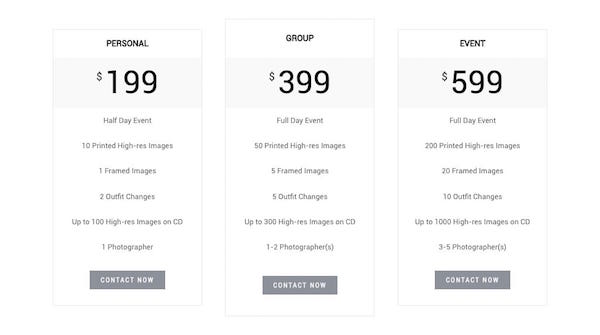 PERSONAL
$199
Half Day Event
10 Printed High-res Images
1 Framed Images
2 Outfit Changes
Up to 100 High-res Images on CD
1 Photographer
CONTACT NOW
GROUP
$399
Full Day Event
50 Printed High-res Images
5 Framed Images
5 Outfit Changes
Up to 300 High-res Images on CD
1-2 Photographer(s)
CONTACT NOW
EVENT
$599
Full Day Event
200 Printed High-res Images
20 Framed Images
10 Outfit Changes
Up to 1000 High-res Images on CD
3-5 Photographer(s)
CONTACT NOW